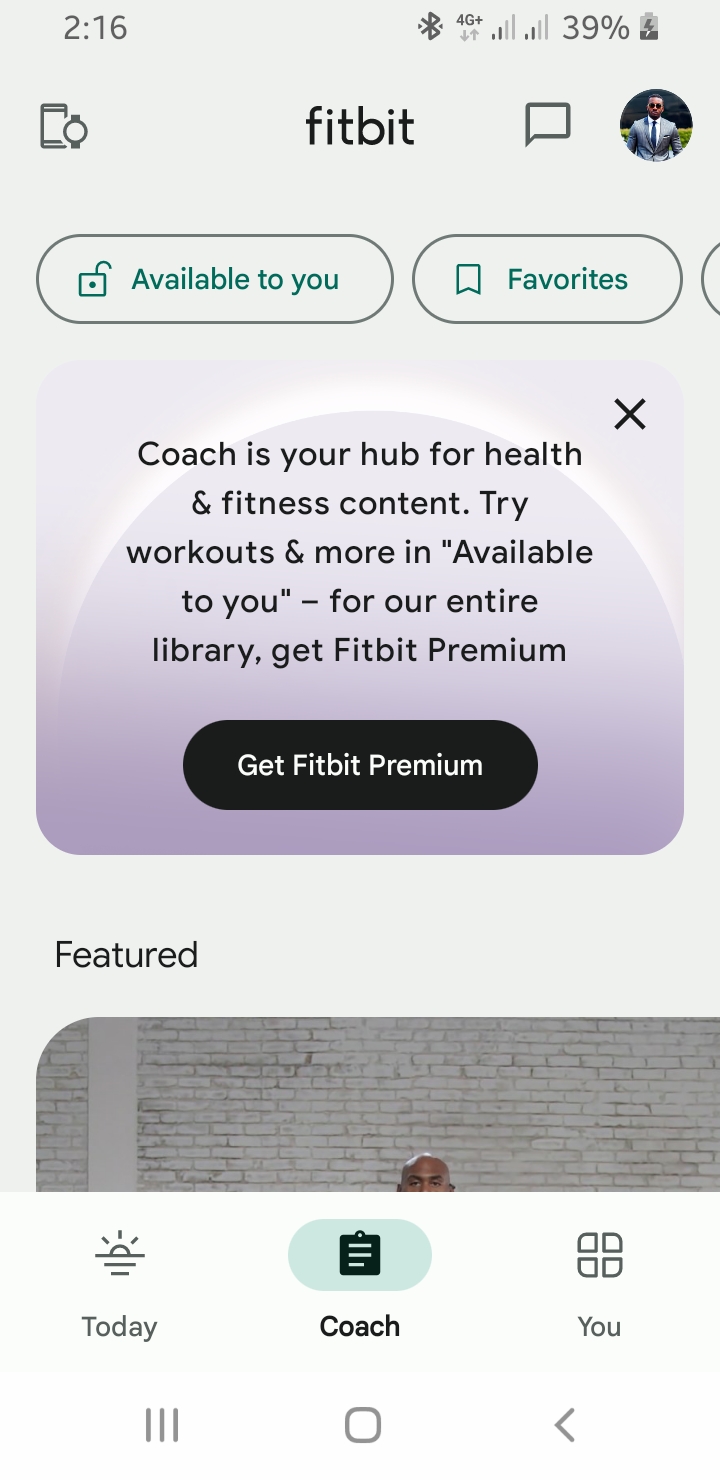 2:16
4G+
39%
fitbit
Available to you
Favorites
Coach is your hub for health
& fitness content. Try
workouts & more in "Available
to you" – for our entire
library, get Fitbit Premium
Get Fitbit Premium
Featured
Today
Coach
You